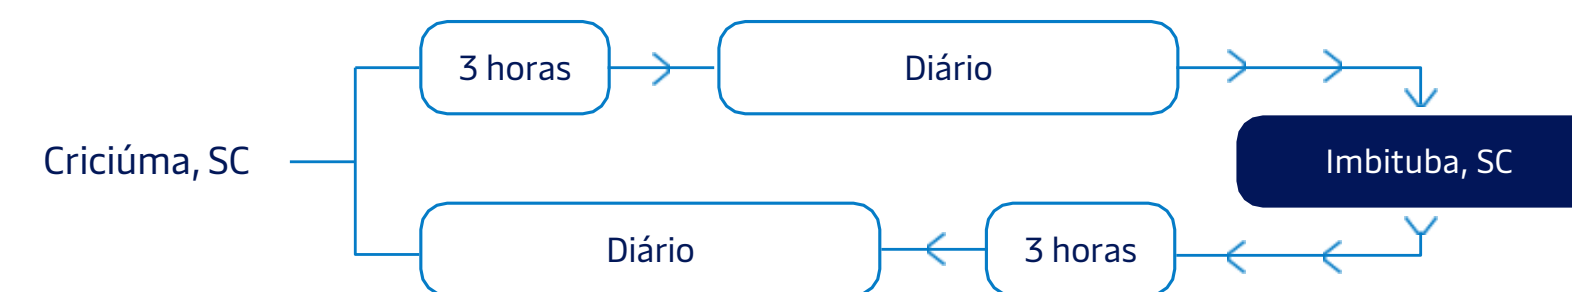 3 horas
Diário
Criciúma, SC
Imbituba, SC
Diário
3 horas